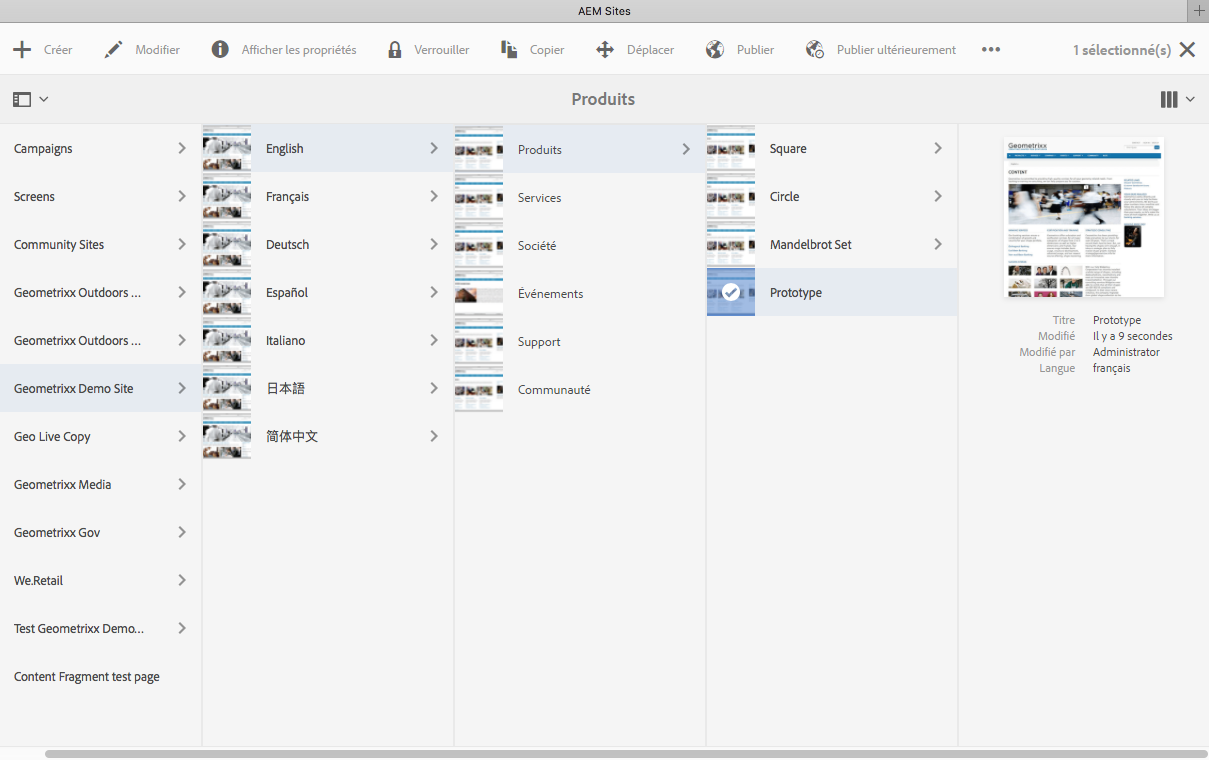 AEM Sites
Créer
Modifier
Afficher les propriétés
Verrouiller
Copier
Déplacer
Publier
Publier ultérieurement
1 sélectionné(s)
Produits
Campaigns
Community Sites
Geometrixx Outdoors ...
Geometrixx Outdoors ...
Demo Site
Geo Live Copy
Geometrixx Media
Geometrixx Gov
We.Retail
Test Geometrixx Demo...
Content Fragment test page
English
Deutsch
Español
Italiano
日本語
简体中文
Produits
Services
Société
Événements
Support
Communauté
Square
Circle
Mandelbrot Set
Prototype
Geometrixx
CONTENT
Titre Prototype
Modifié Il y a 9 secondes
Modifié par Administrator
Langue français